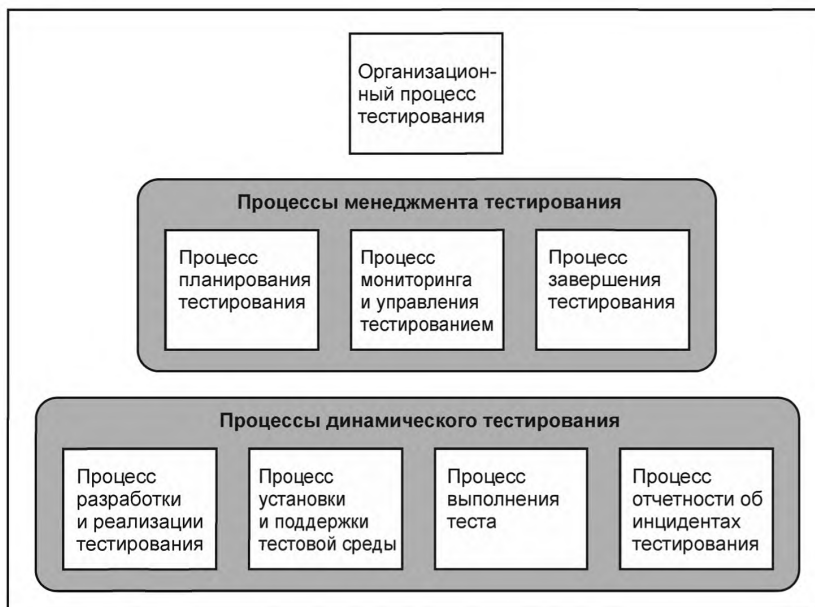 Организацион-
ный процесс
тестирования
Процессы менеджмента тестирования
Процесс
планирования
тестирования
Процесс
мониторинга
и управления
тестированием
Процесс
завершения
тестирования
Процессы динамического тестирования
Процесс
разработки
и реализации
тестирования
Процесс
установки
и поддержки
тестовой среды
Процесс
выполнения
теста
Процесс
отчетности об
инцидентах
тестирования